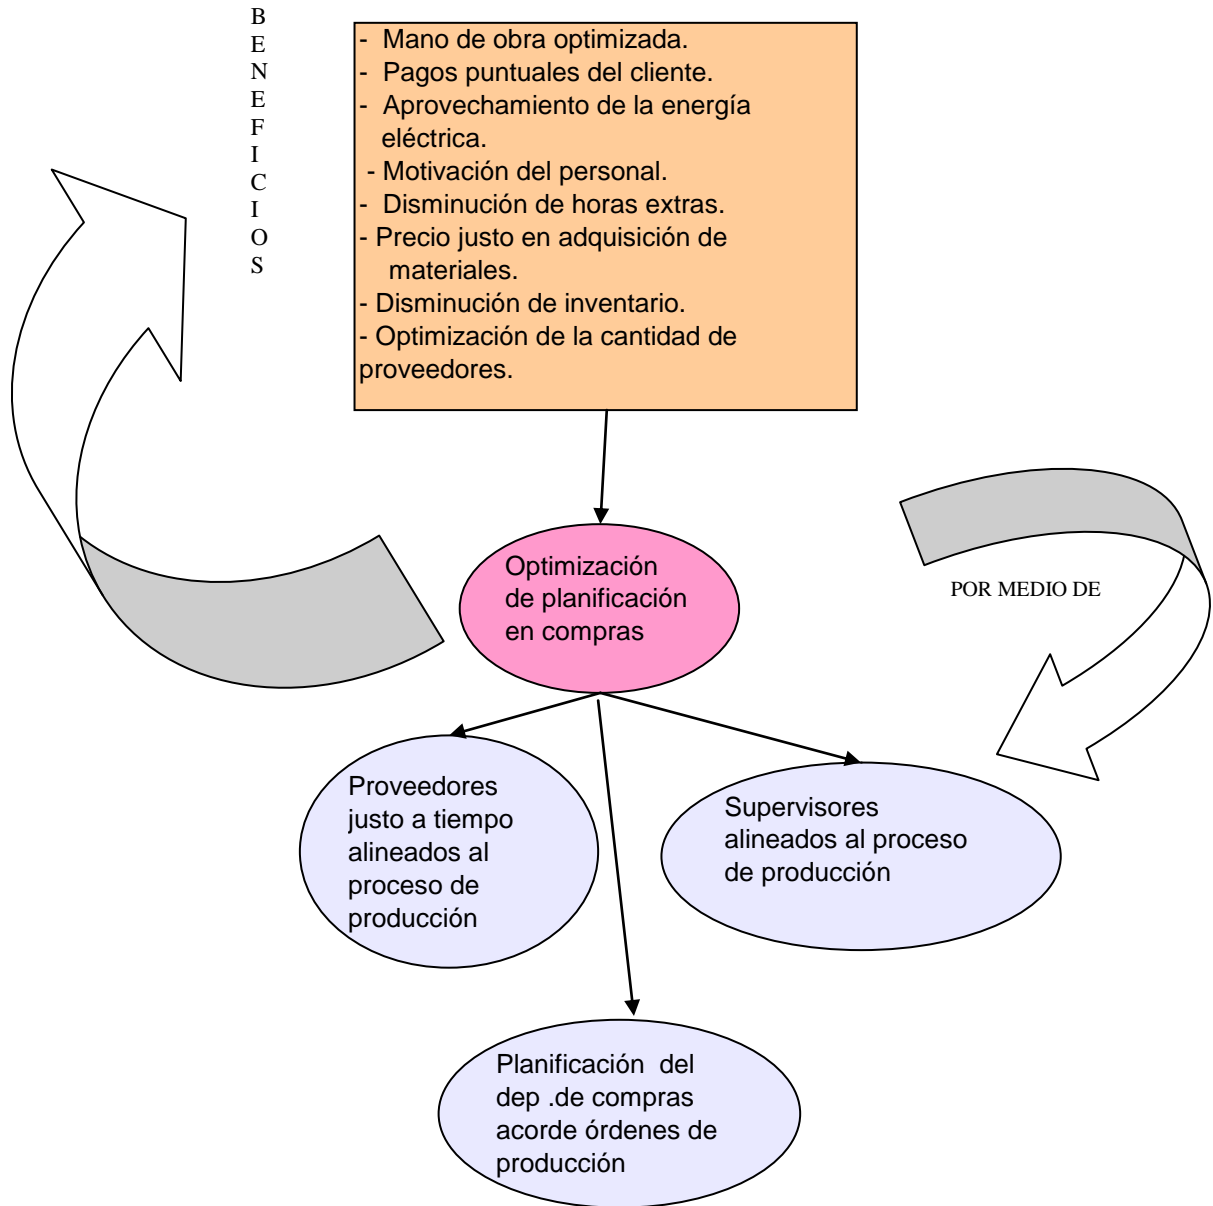 B
E
N
E
F
I
C
I
O
S
- Mano de obra optimizada.
- Pagos puntuales del cliente.
- Aprovechamiento de la energía
eléctrica.
- Motivación del personal.
- Disminución de horas extras.
- Precio justo en adquisición de
materiales.
- Disminución de inventario.
- Optimización de la cantidad de
proveedores.
Optimización
de planificación
en compras
POR MEDIO DE
Proveedores
justo a tiempo
alineados al
proceso de
producción
Supervisores
alineados al proceso
de producción
Planificación del
dep .de compras
acorde órdenes de
producción